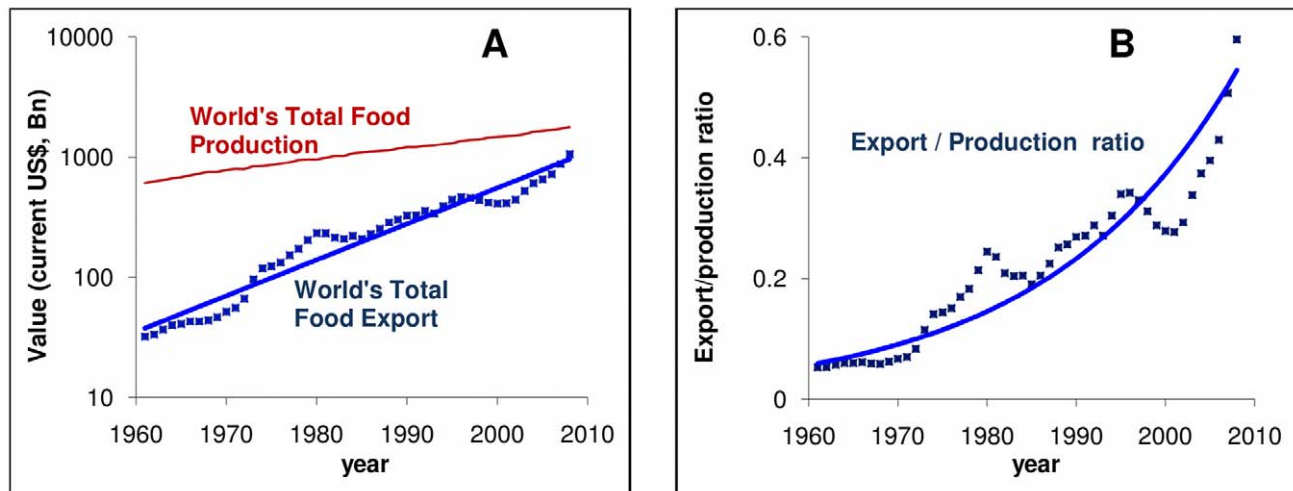 A
Value (current US$, Bn)
10000
1000
100
10
World's Total Food
Production
World's Total
Food Export
1960 1970 1980 1990 2000 2010
year
B
Export/production ratio
0.6
0.4
0.2
0
Export / Production ratio
1960 1970 1980 1990 2000 2010
year